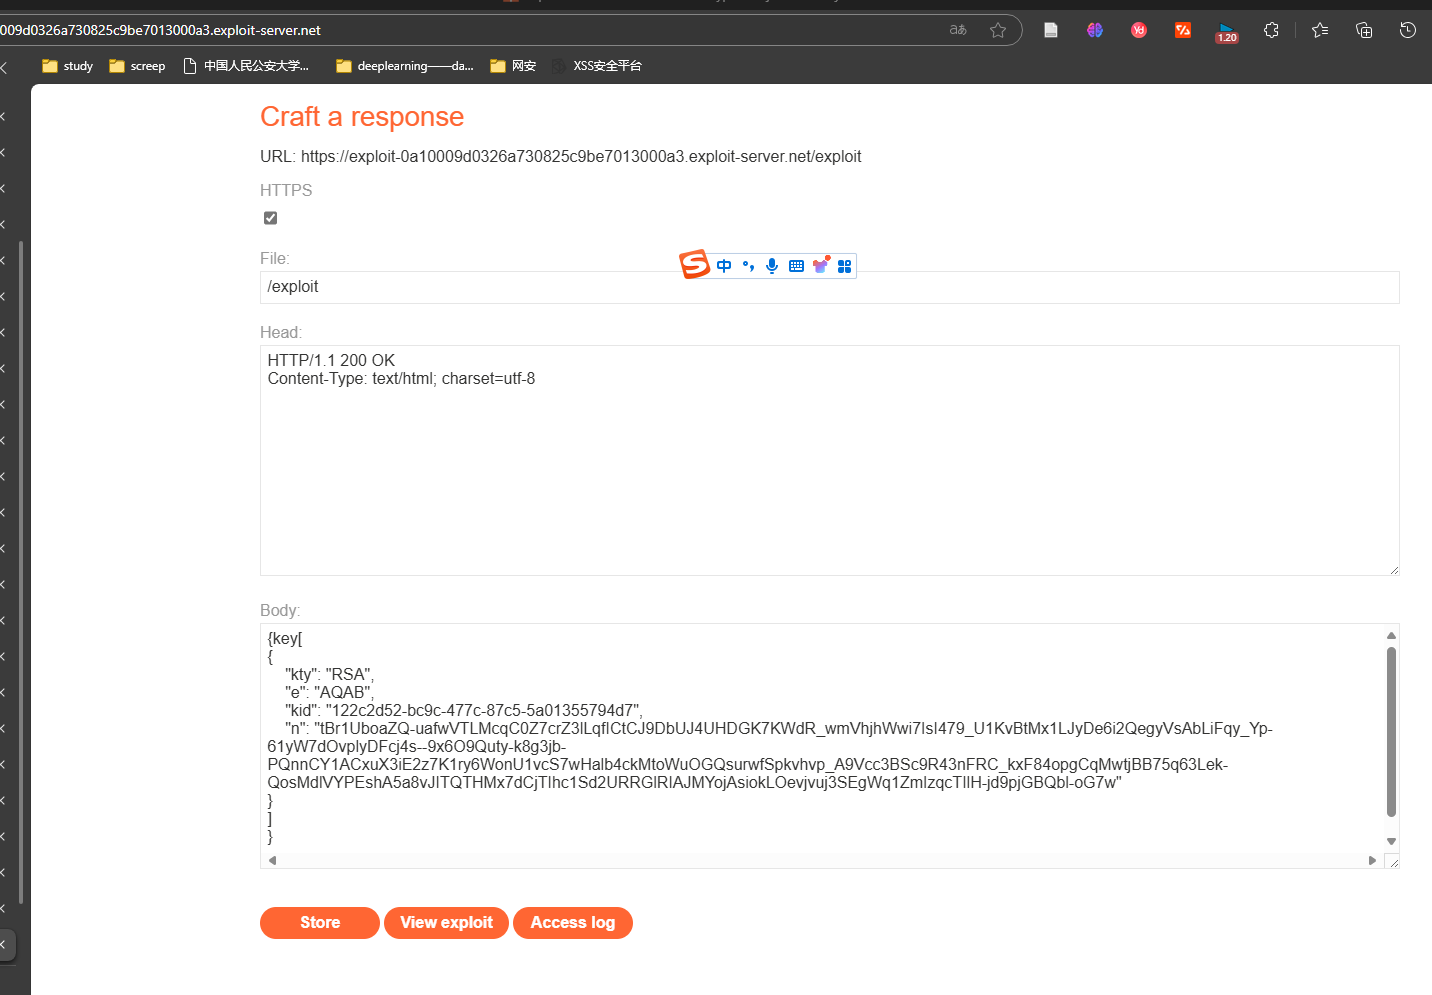 009d0326a730825c9be7013000a3.exploit-server.net
aあ
1.20
study
screep
中国人民公安大学...
deeplearning——da...
网安
XSS安全平台
Craft a response
URL: https://exploit-0a10009d0326a730825c9be7013000a3.exploit-server.net/exploit
HTTPS
File:
中
/exploit
Head:
HTTP/1.1 200 OK
Content-Type: text/html; charset=utf-8
Body:
{key[
{
"kty": "RSA",
"e": "AQAB",
"kid": "122c2d52-bc9c-477c-87c5-5a01355794d7",
"n": "tBr1UboaZQ-uafwVTLMcqC0Z7crZ3lLqflCtCJ9DbUJ4UHDGK7KWdR_wmVhjhWwi7lsl479_U1KvBtMx1LJyDe6i2QegyVsAbLiFqy_Yp-
61yW7dOvplyDFcj4s--9x6O9Quty-k8g3jb-
PQnnCY1ACxuX3iE2z7K1ry6WonU1vcS7wHalb4ckMtoWuOGQsurwfSpkvhvp_A9Vcc3BSc9R43nFRC_kxF84opgCqMwtjBB75q63Lek-
QosMdlVYPEshA5a8vJlTQTHMx7dCjTlhc1Sd2URRGlRlAJMYojAsiokLOevjvuj3SEgWq1ZmlzqcTllH-jd9pjGBQbl-oG7w"
}
]
}
Store
View exploit
Access log